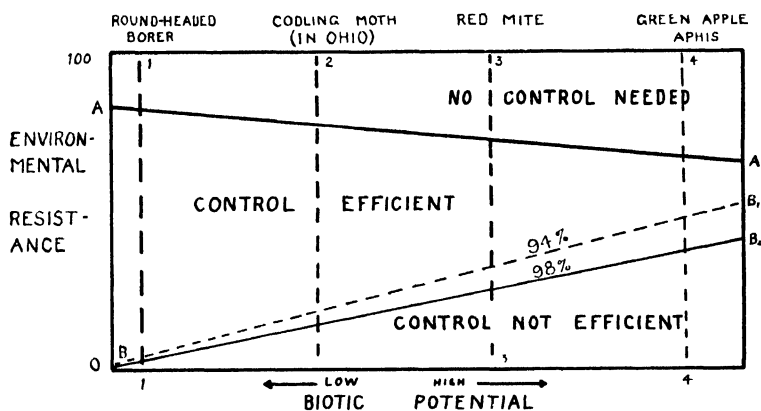 ROUND-HEADED
BORER
CODLING MOTH
(IN OHIO)
RED MITE
GREEN APPLE
APHIS
100
1
2
3
4
NO CONTROL NEEDED
A
A
ENVIRON-
MENTAL
RESIST-
ANCE
CONTROL EFFICIENT
B₁
94%
98%
CONTROL NOT EFFICIENT
B
0
1
3
4
LOW HIGH
BIOTIC POTENTIAL